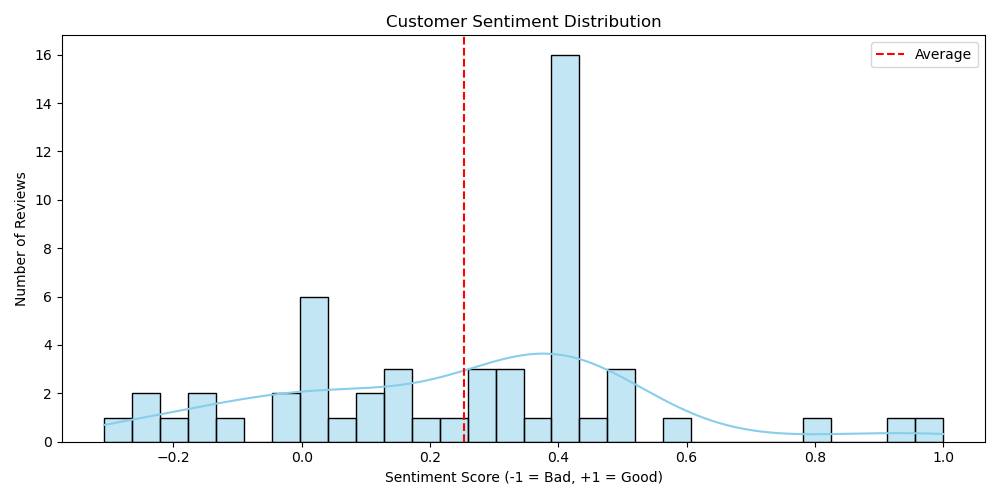 Customer Sentiment Distribution
Average
Number of Reviews
16
14
12
10
8
6
4
2
0
−0.2 0.0 0.2 0.4 0.6 0.8 1.0
Sentiment Score (-1 = Bad, +1 = Good)